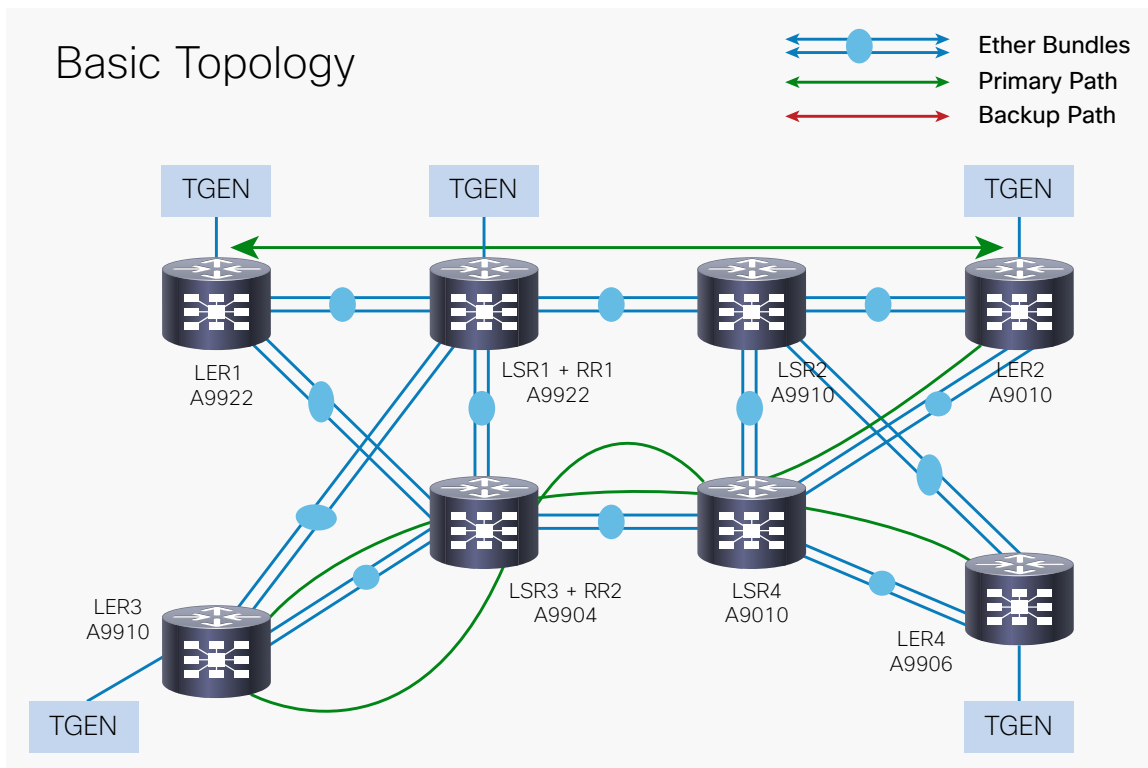 Basic Topology
Ether Bundles
Primary Path
Backup Path
TGEN
TGEN
TGEN
LER1
A9922
LSR1 + RR1
A9922
LSR2
A9910
LER2
A9010
LER3
A9910
LSR3 + RR2
A9904
LSR4
A9010
LER4
A9906
TGEN
TGEN